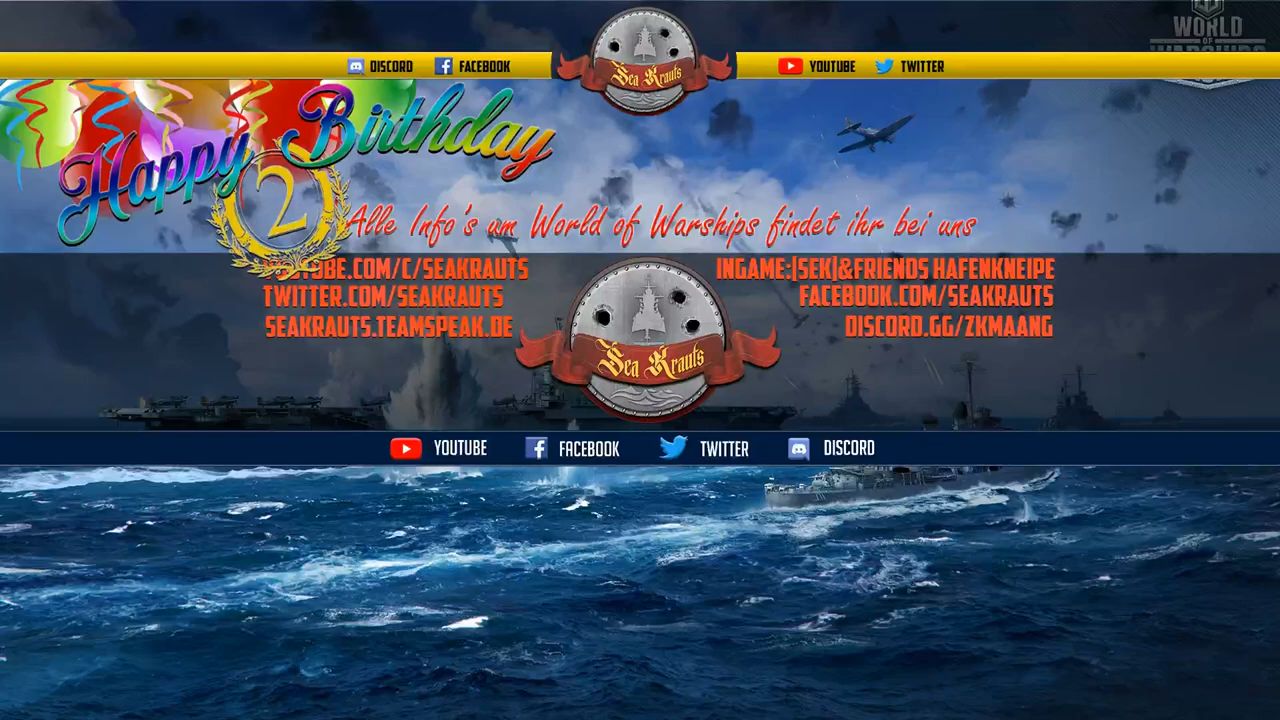 WORLD
OF
WARSHIPS
DISCORD FACEBOOK
Sea Krauts
YOUTUBE TWITTER
Happy Birthday
2
Alle Info's um World of Warships findet ihr bei uns
YOUTUBE.COM/C/SEAKRAUTS
TWITTER.COM/SEAKRAUTS
SEAKRAUTS.TEAMSPEAK.DE
Sea Krauts
INGAME:[SEK]&FRIENDS HAFENKNEIPE
FACEBOOK.COM/SEAKRAUTS
DISCORD.GG/ZKMAANG
YOUTUBE FACEBOOK TWITTER DISCORD